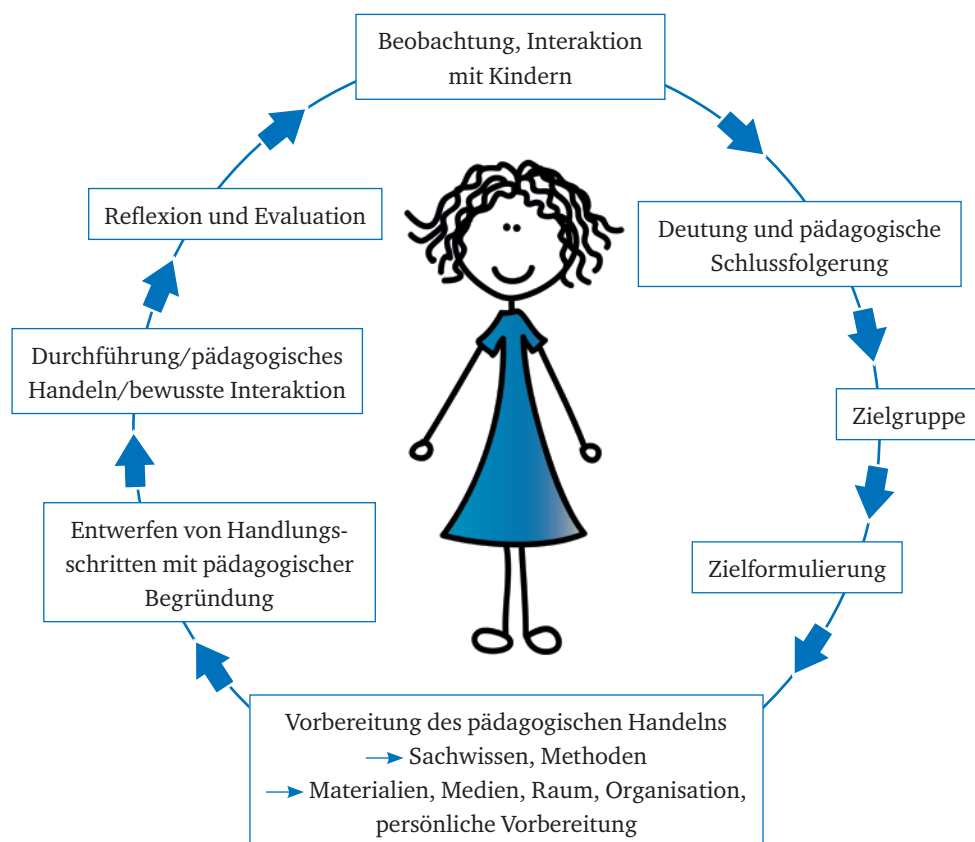 Beobachtung, Interaktion
mit Kindern
Deutung und pädagogische
Schlussfolgerung
Zielgruppe
Zielformulierung
Vorbereitung des pädagogischen Handelns
→ Sachwissen, Methoden
→ Materialien, Medien, Raum, Organisation,
persönliche Vorbereitung
Entwerfen von Handlungs-
schritten mit pädagogischer
Begründung
Durchführung/pädagogisches
Handeln/bewusste Interaktion
Reflexion und Evaluation